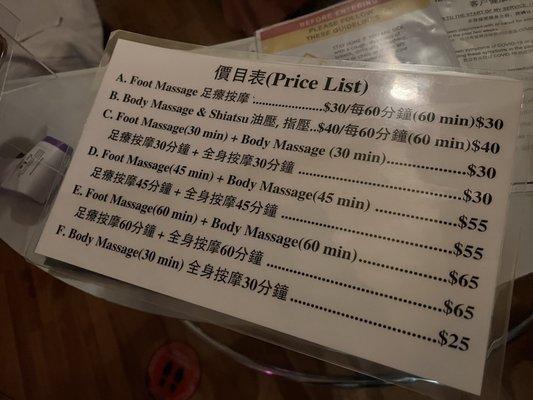 BEFORE ENTERING
PLEASE FOLLOW
THESE GUIDELINES
價目表(Price List)
A. Foot Massage 足療按摩 ........................$30/每60分鐘(60 min)$30
B. Body Massage & Shiatsu 油壓, 指壓..$40/每60分鐘(60 min)$40
C. Foot Massage(30 min) + Body Massage (30 min)........................$30
足療按摩30分鐘 + 全身按摩30分鐘 ........................$30
D. Foot Massage(45 min) + Body Massage(45 min) ........................$55
足療按摩45分鐘 + 全身按摩45分鐘 ........................$55
E. Foot Massage(60 min) + Body Massage(60 min)........................$65
足療按摩60分鐘 + 全身按摩60分鐘 ........................$65
F. Body Massage(30 min) 全身按摩30分鐘 ........................$25